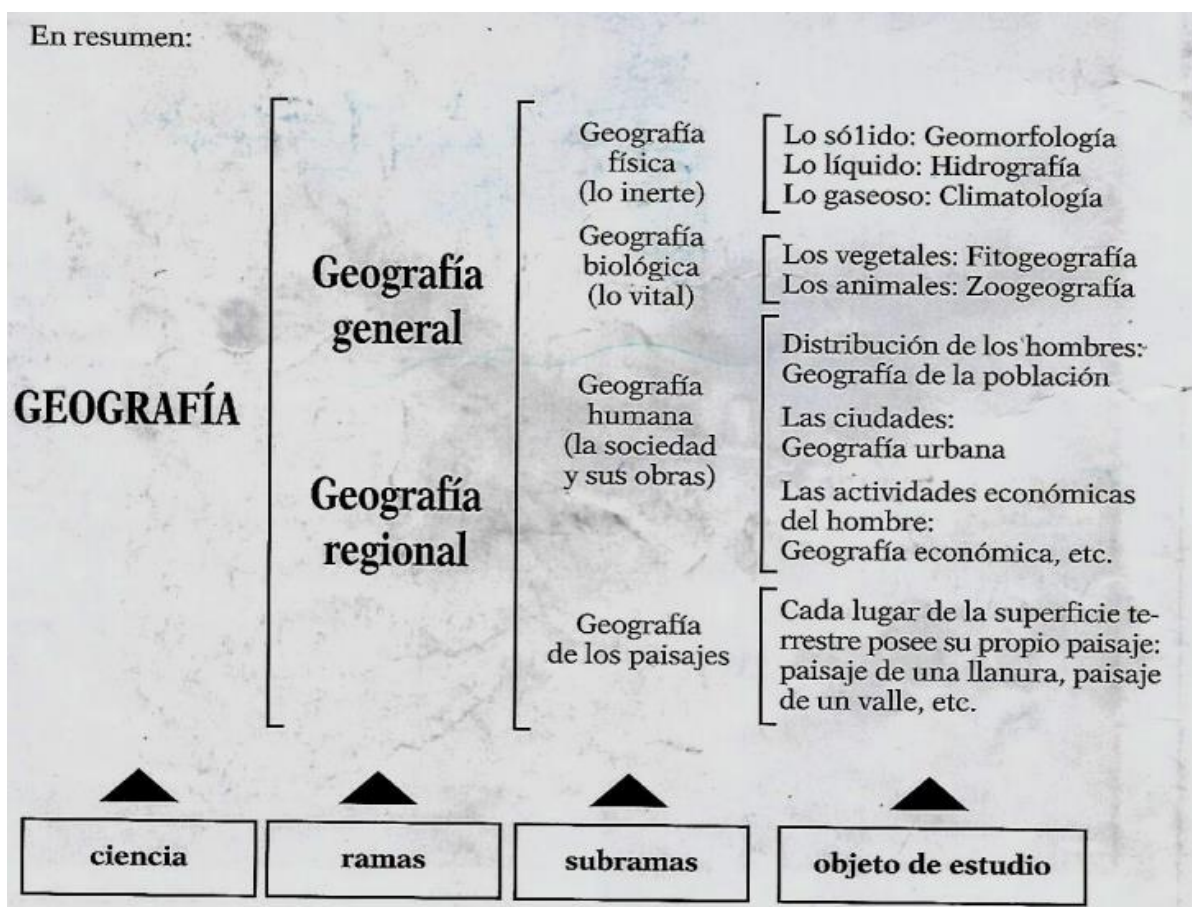 En resumen:
GEOGRAFÍA
Geografía
general
Geografía
regional
Geografía
física
(lo inerte)
Geografía
biológica
(lo vital)
Geografía
humana
(la sociedad
y sus obras)
Geografía
de los paisajes
Lo só1ido: Geomorfología
Lo líquido: Hidrografía
Lo gaseoso: Climatología
Los vegetales: Fitogeografía
Los animales: Zoogeografía
Distribución de los hombres:
Geografía de la población
Las ciudades:
Geografía urbana
Las actividades económicas
del hombre:
Geografía económica, etc.
Cada lugar de la superficie te-
rrestre posee su propio paisaje:
paisaje de una llanura, paisaje
de un valle, etc.
ciencia
ramas
subramas
objeto de estudio